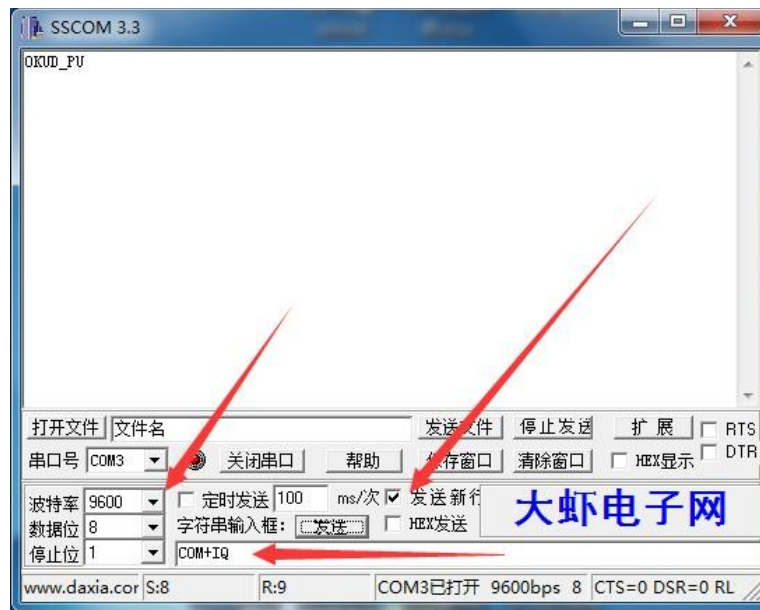 SSCOM 3.3
OKUD_PU
打开文件 文件名 发送文件 停止发送 扩展 RTS
串口号 COM3 关闭串口 帮助 保存窗口 清除窗口 HEX显示 DTR
波特率 9600 定时发送 100 ms/次 发送新行
数据位 8 字符串输入框: 发送 HEX发送 大虾电子网
停止位 1 COM+IQ
www.daxia.cor S:8 R:9 COM3已打开 9600bps 8 CTS=0 DSR=0 RL